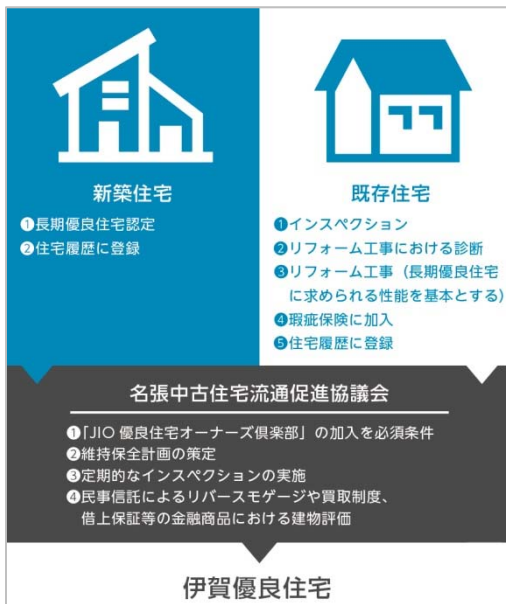 新築住宅
❶長期優良住宅認定
❷住宅履歴に登録
既存住宅
❶インスペクション
❷リフォーム工事における診断
❸リフォーム工事（長期優良住宅
に求められる性能を基本とする）
❹瑕疵保険に加入
❺住宅履歴に登録
名張中古住宅流通促進協議会
❶「JIO 優良住宅オーナーズ倶楽部」の加入を必須条件
❷維持保全計画の策定
❸定期的なインスペクションの実施
❹民事信託によるリバースモゲージや買取制度、
借上保証等の金融商品における建物評価
伊賀優良住宅